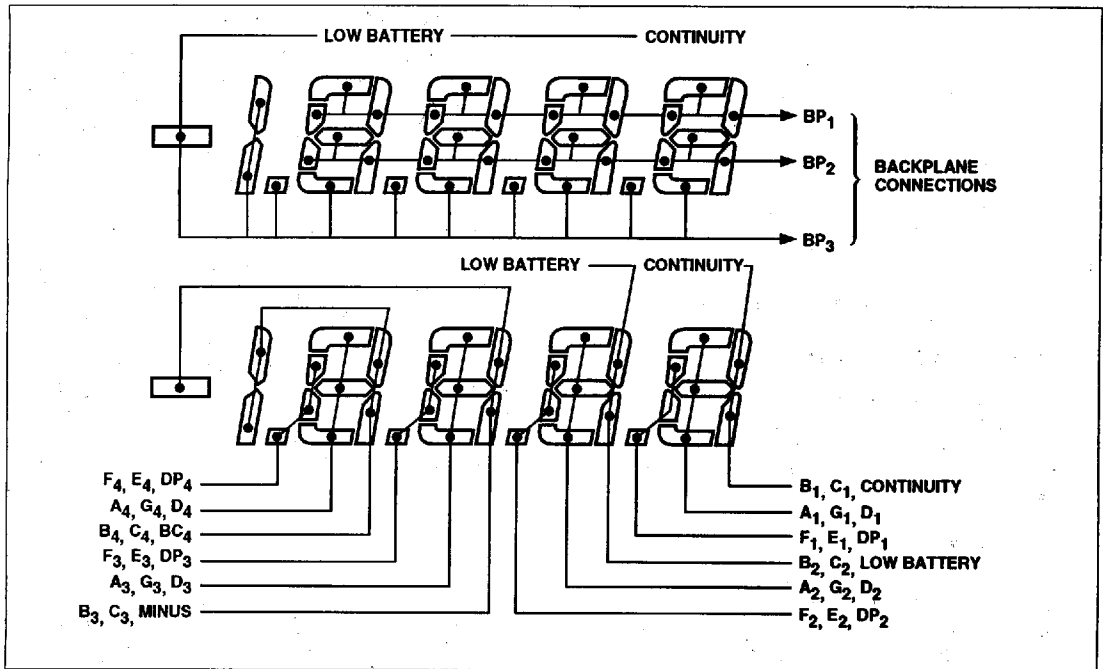 LOW BATTERY CONTINUITY
BP1
BP2
BACKPLANE
CONNECTIONS
BP3
LOW BATTERY CONTINUITY
F4, E4, DP4
A4, G4, D4
B4, C4, BC4
F3, E3, DP3
A3, G3, D3
B3, C3, MINUS
B1, C1, CONTINUITY
A1, G1, D1
F1, E1, DP1
B2, C2, LOW BATTERY
A2, G2, D2
F2, E2, DP2